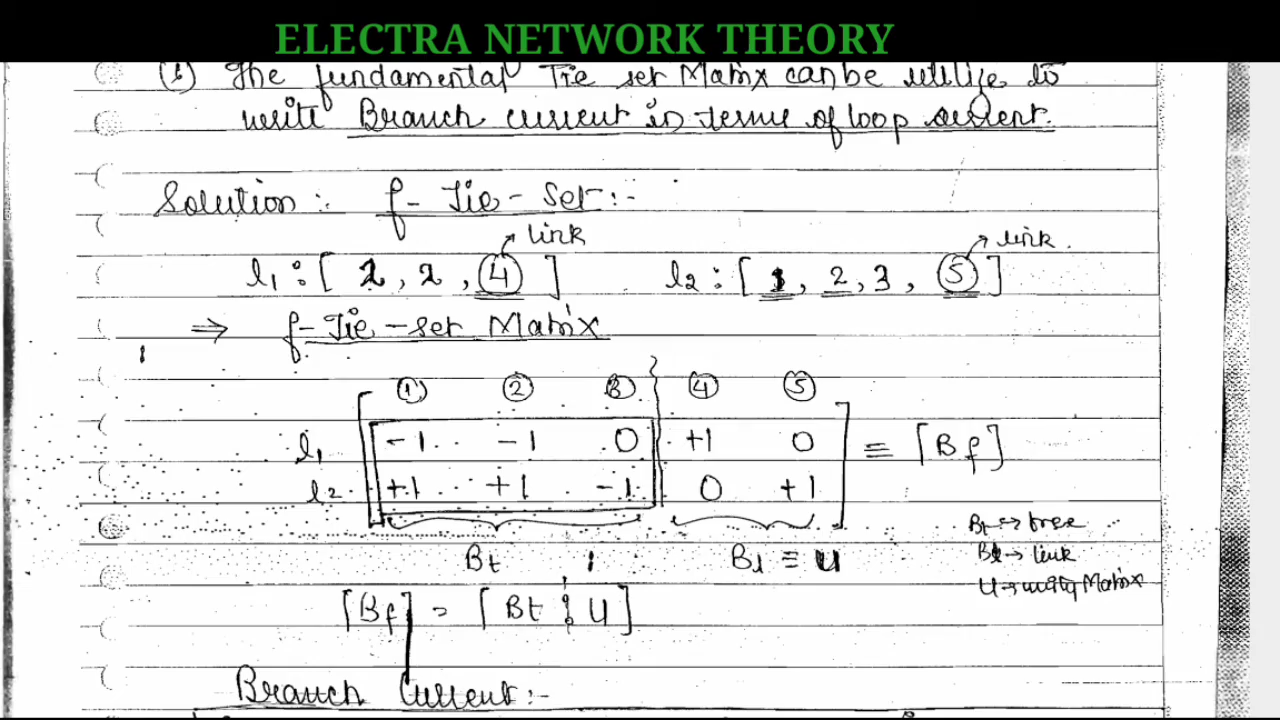 ELECTRA NETWORK THEORY
(2) The fundamental Tie set Matrix can be utilize to
write Branch current in terms of loop current.
Solution :- f- Tie - Set :-
link
link .
l1 : [ 1, 2, 4 ] l2 : [ 1, 2, 3, 5 ]
⇒ f-Tie-set Matrix
1 2 3 4 5
l1 -1 -1 0 +1 0 ≡ [Bf]
l2 +1 +1 -1 0 +1
Bt → tree
Bt Bl ≡ U
Bl → link
U → unity Matrix
[Bf] = [Bt ⋮ U]
Branch Current :-